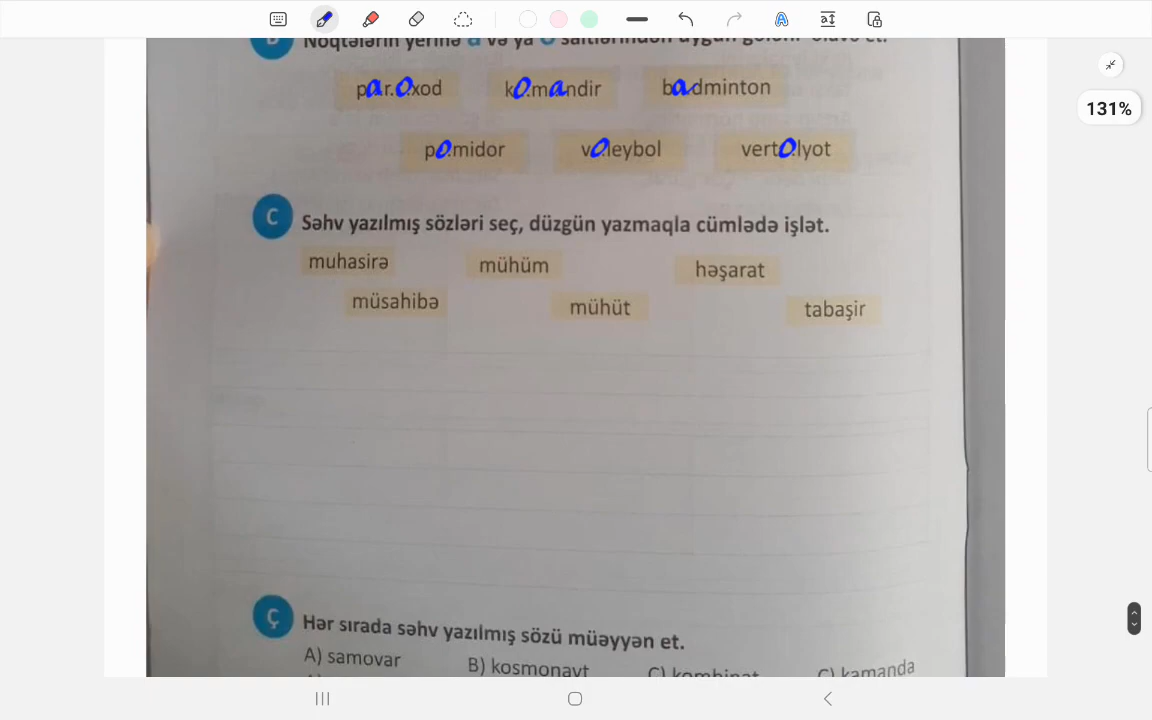 131%
Nöqtələrin yerinə a və ya o saitlərindən uyğun gələni əlavə et.
par.oxod komandir badminton
pomidor voleybol vertolyot
C Səhv yazılmış sözləri seç, düzgün yazmaqla cümlədə işlət.
muhasirə mühüm həşarat
müsahibə mühüt tabaşir
Ç Hər sırada səhv yazılmış sözü müəyyən et.
A) samovar B) kosmonavt C) kombinat Ç) kamanda